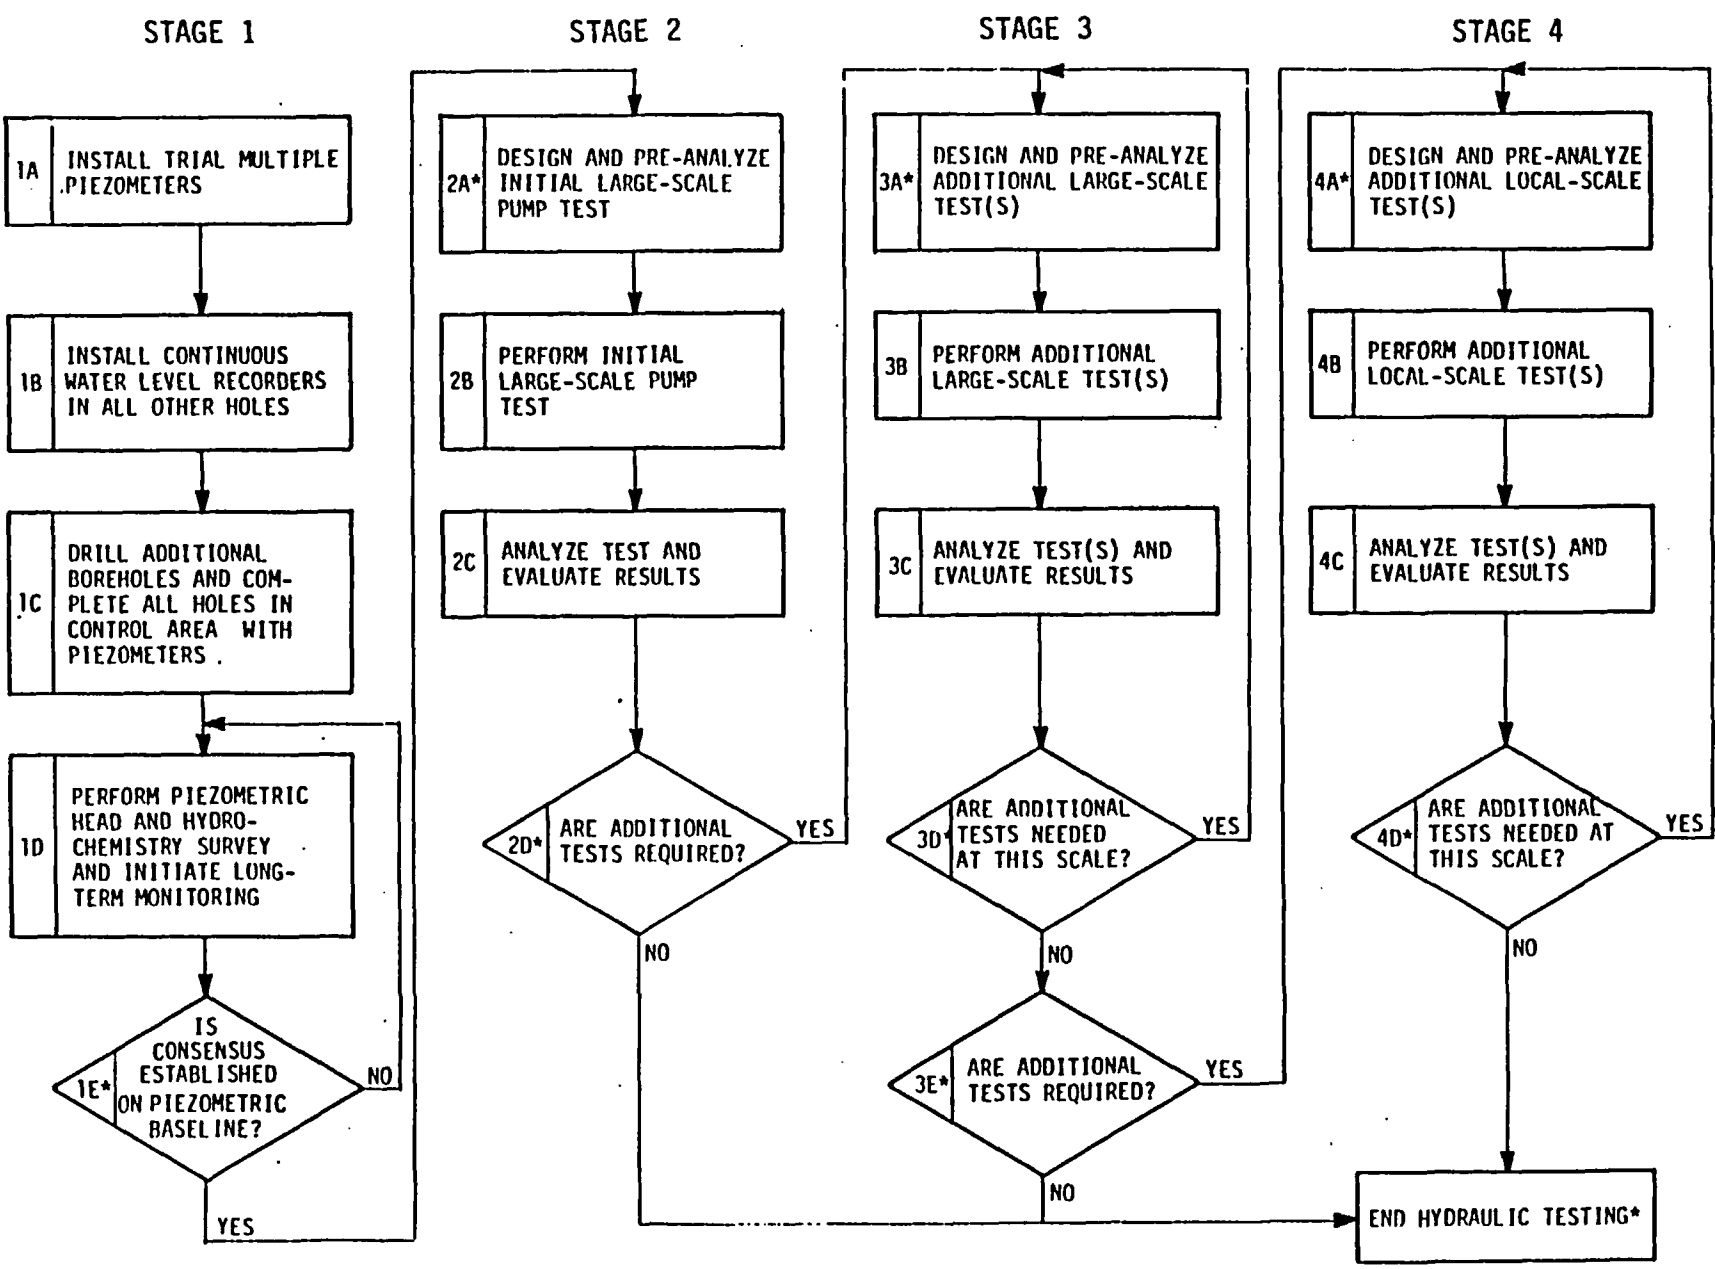 STAGE 1
1A
INSTALL TRIAL MULTIPLE
PIEZOMETERS
1B
INSTALL CONTINUOUS
WATER LEVEL RECORDERS
IN ALL OTHER HOLES
1C
DRILL ADDITIONAL
BOREHOLES AND COM-
PLETE ALL HOLES IN
CONTROL AREA WITH
PIEZOMETERS.
1D
PERFORM PIEZOMETRIC
HEAD AND HYDRO-
CHEMISTRY SURVEY
AND INITIATE LONG-
TERM MONITORING
1E*
IS
CONSENSUS
ESTABLISHED
ON PIEZOMETRIC
BASELINE?
NO
YES
STAGE 2
2A*
DESIGN AND PRE-ANALYZE
INITIAL LARGE-SCALE
PUMP TEST
2B
PERFORM INITIAL
LARGE-SCALE PUMP
TEST
2C
ANALYZE TEST AND
EVALUATE RESULTS
2D*
ARE ADDITIONAL
TESTS REQUIRED?
YES
NO
STAGE 3
3A*
DESIGN AND PRE-ANALYZE
ADDITIONAL LARGE-SCALE
TEST(S)
3B
PERFORM ADDITIONAL
LARGE-SCALE TEST(S)
3C
ANALYZE TEST(S) AND
EVALUATE RESULTS
3D*
ARE ADDITIONAL
TESTS NEEDED
AT THIS SCALE?
YES
NO
3E*
ARE ADDITIONAL
TESTS REQUIRED?
YES
NO
STAGE 4
4A*
DESIGN AND PRE-ANALYZE
ADDITIONAL LOCAL-SCALE
TEST(S)
4B
PERFORM ADDITIONAL
LOCAL-SCALE TEST(S)
4C
ANALYZE TEST(S) AND
EVALUATE RESULTS
4D*
ARE ADDITIONAL
TESTS NEEDED AT
THIS SCALE?
YES
NO
END HYDRAULIC TESTING*